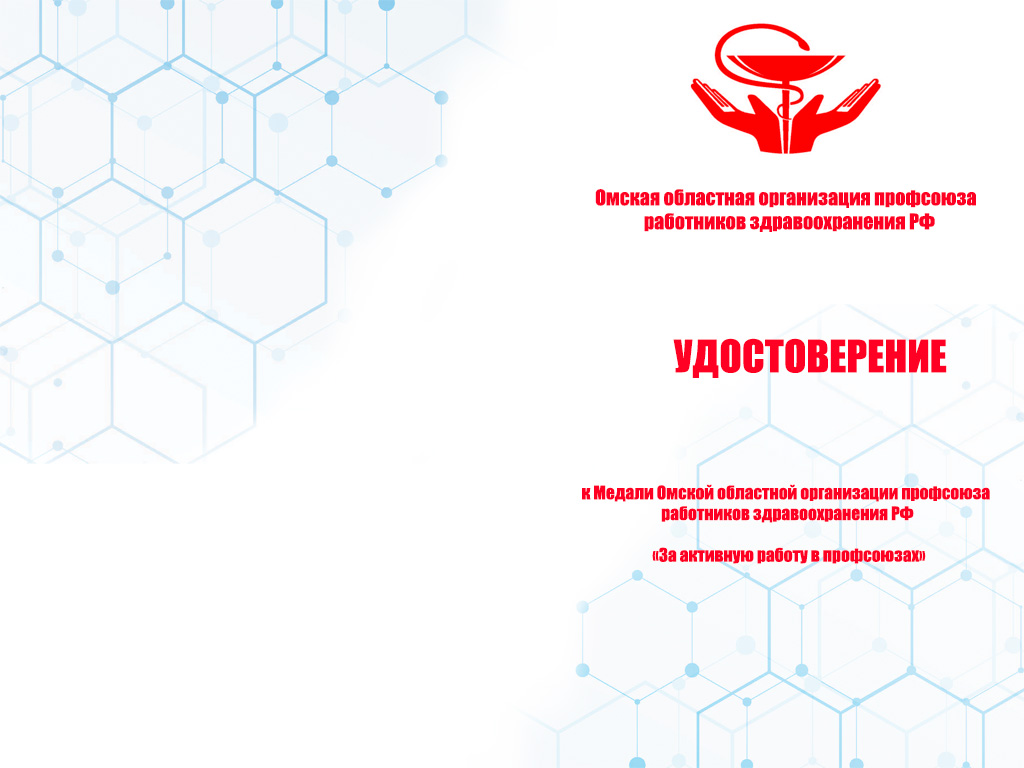 Омская областная организация профсоюза
работников здравоохранения РФ
УДОСТОВЕРЕНИЕ
к Медали Омской областной организации профсоюза
работников здравоохранения РФ
«За активную работу в профсоюзах»